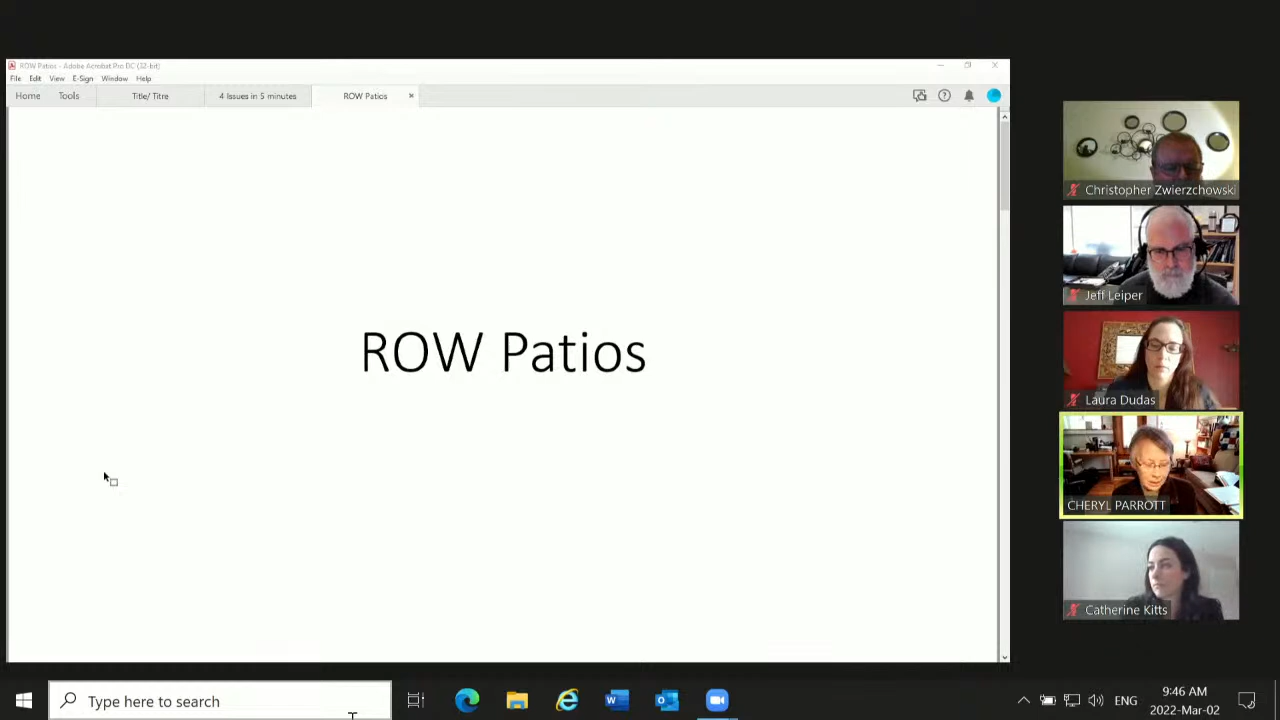 ROW Patios - Adobe Acrobat Pro DC (32-bit)
File Edit View E-Sign Window Help
Home Tools Title/ Titre 4 Issues in 5 minutes ROW Patios
ROW Patios
Christopher Zwierzchowski
Jeff Leiper
Laura Dudas
CHERYL PARROTT
Catherine Kitts
Type here to search
ENG
9:46 AM
2022-Mar-02